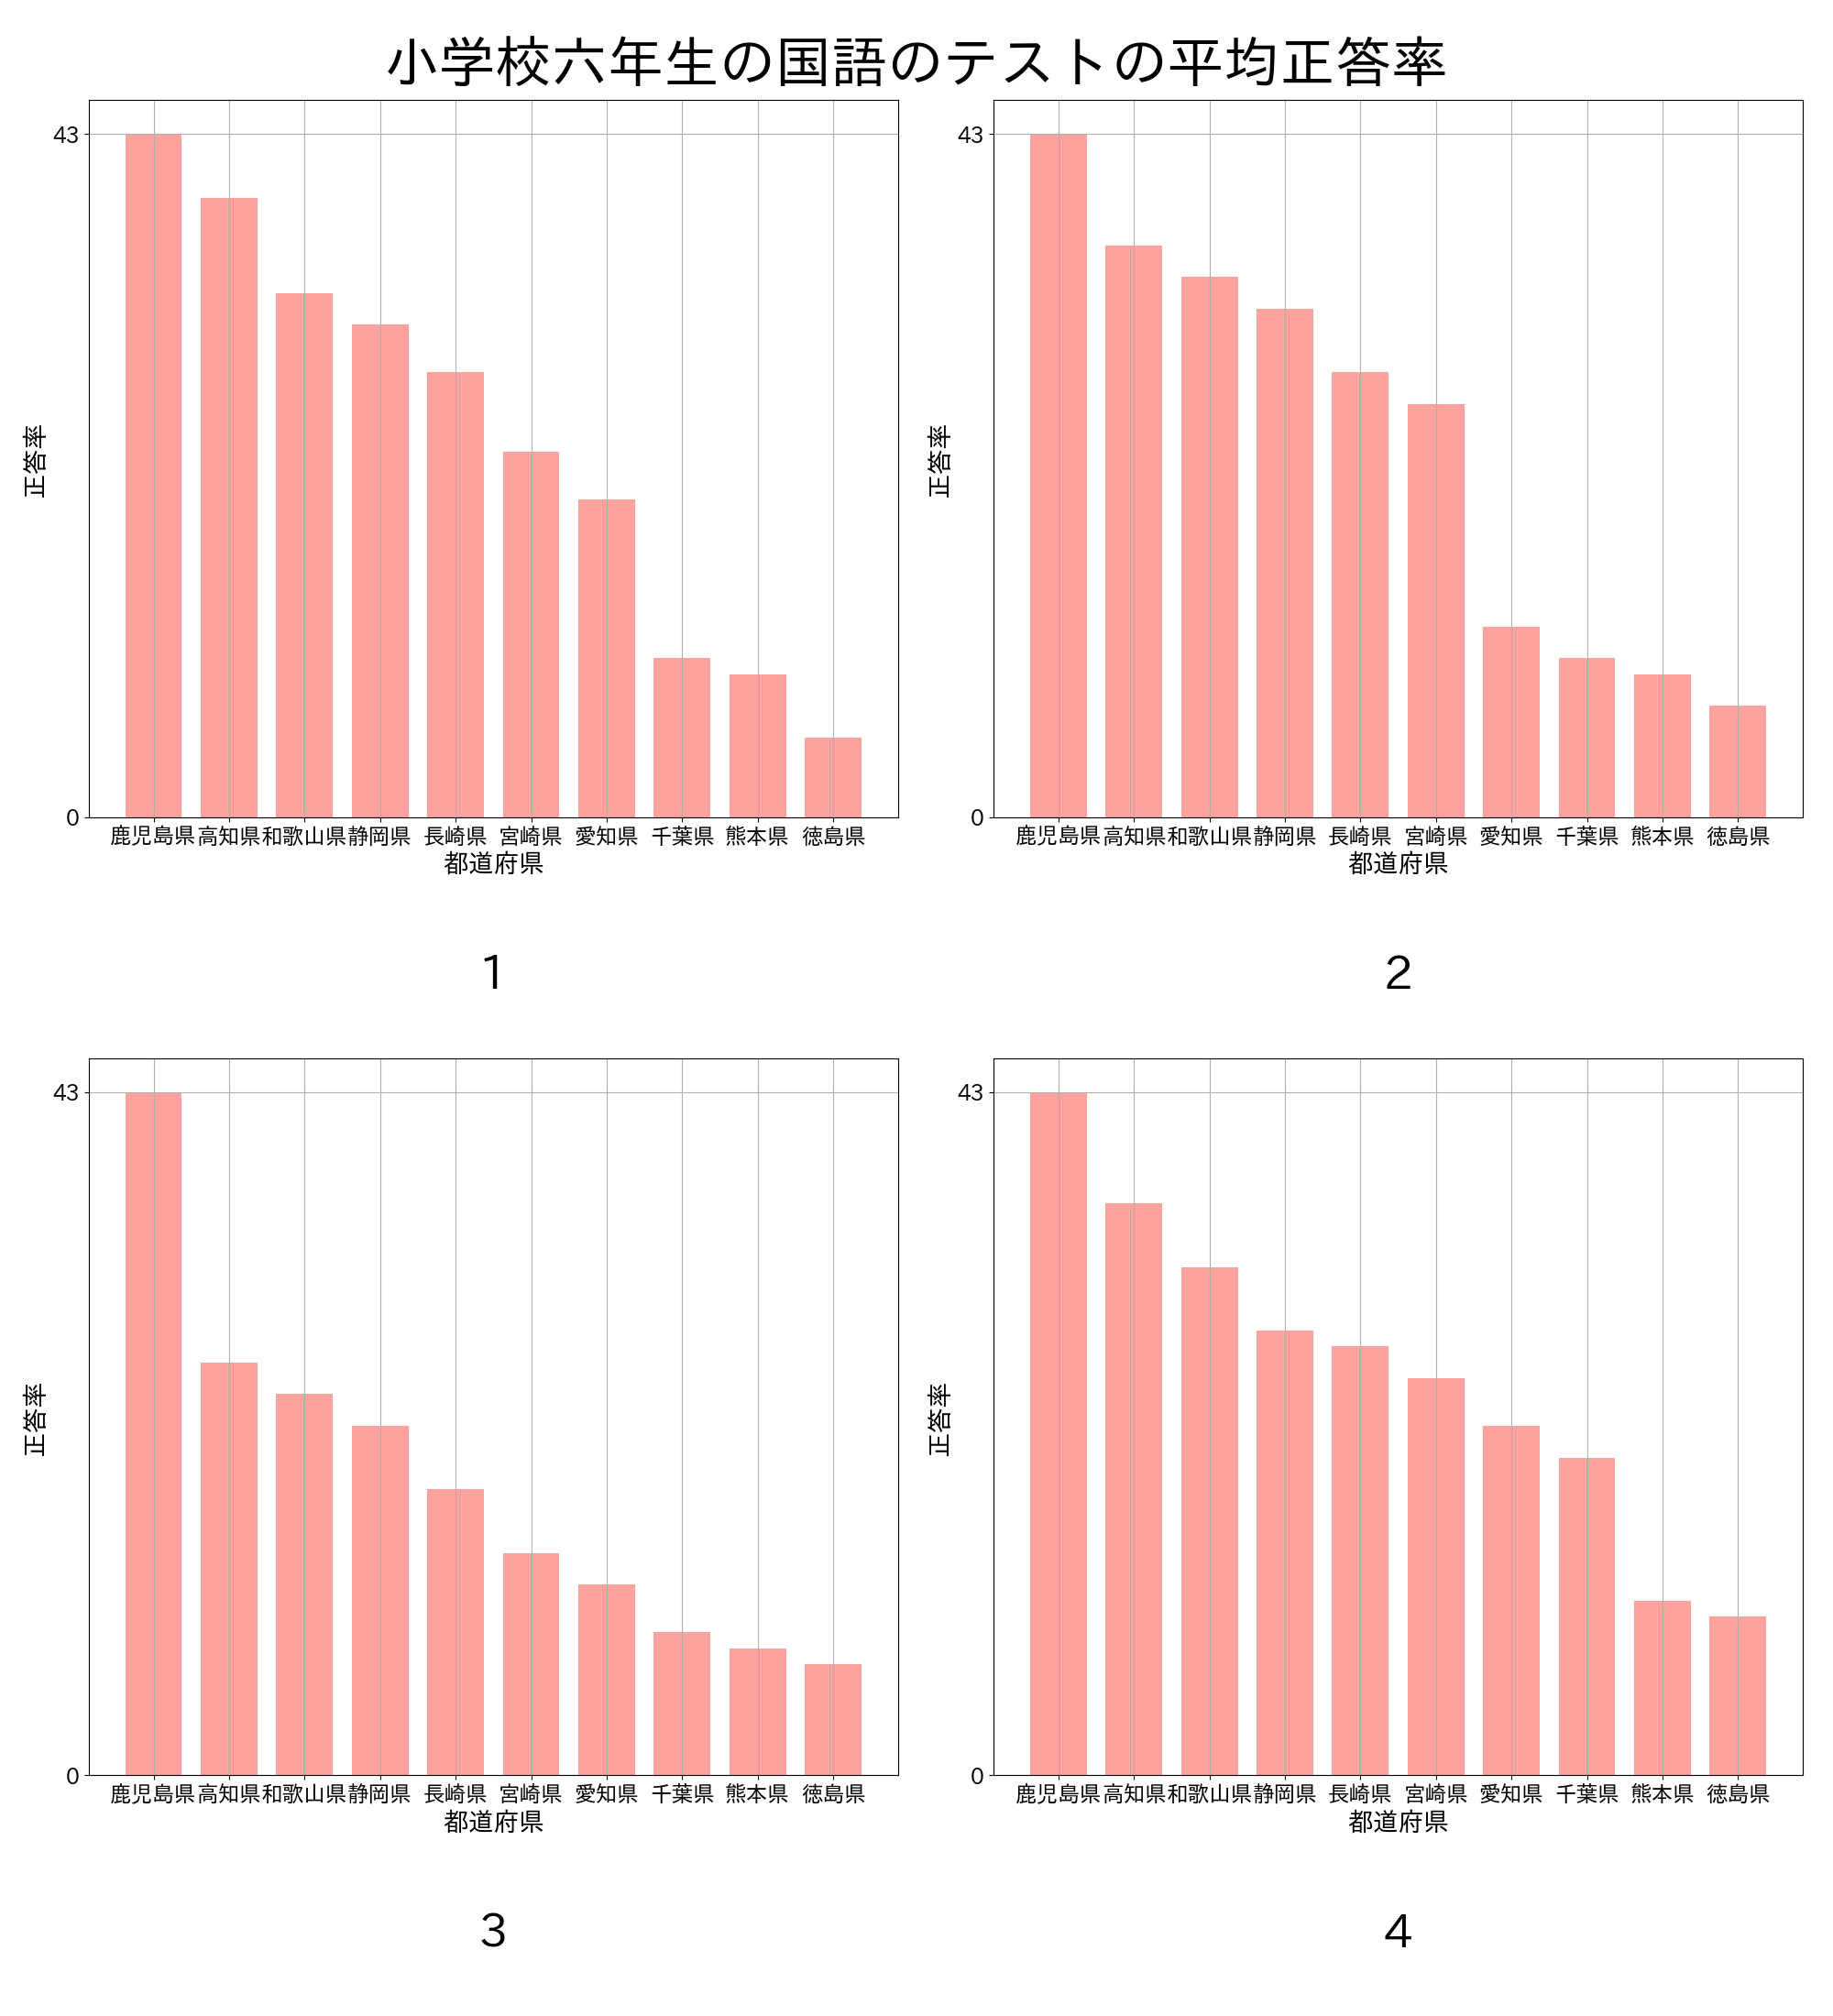 小学校六年生の国語のテストの平均正答率
43
正答率
0
鹿児島県 高知県 和歌山県 静岡県 長崎県 宮崎県 愛知県 千葉県 熊本県 徳島県
都道府県
1
43
正答率
0
鹿児島県 高知県 和歌山県 静岡県 長崎県 宮崎県 愛知県 千葉県 熊本県 徳島県
都道府県
2
43
正答率
0
鹿児島県 高知県 和歌山県 静岡県 長崎県 宮崎県 愛知県 千葉県 熊本県 徳島県
都道府県
3
43
正答率
0
鹿児島県 高知県 和歌山県 静岡県 長崎県 宮崎県 愛知県 千葉県 熊本県 徳島県
都道府県
4